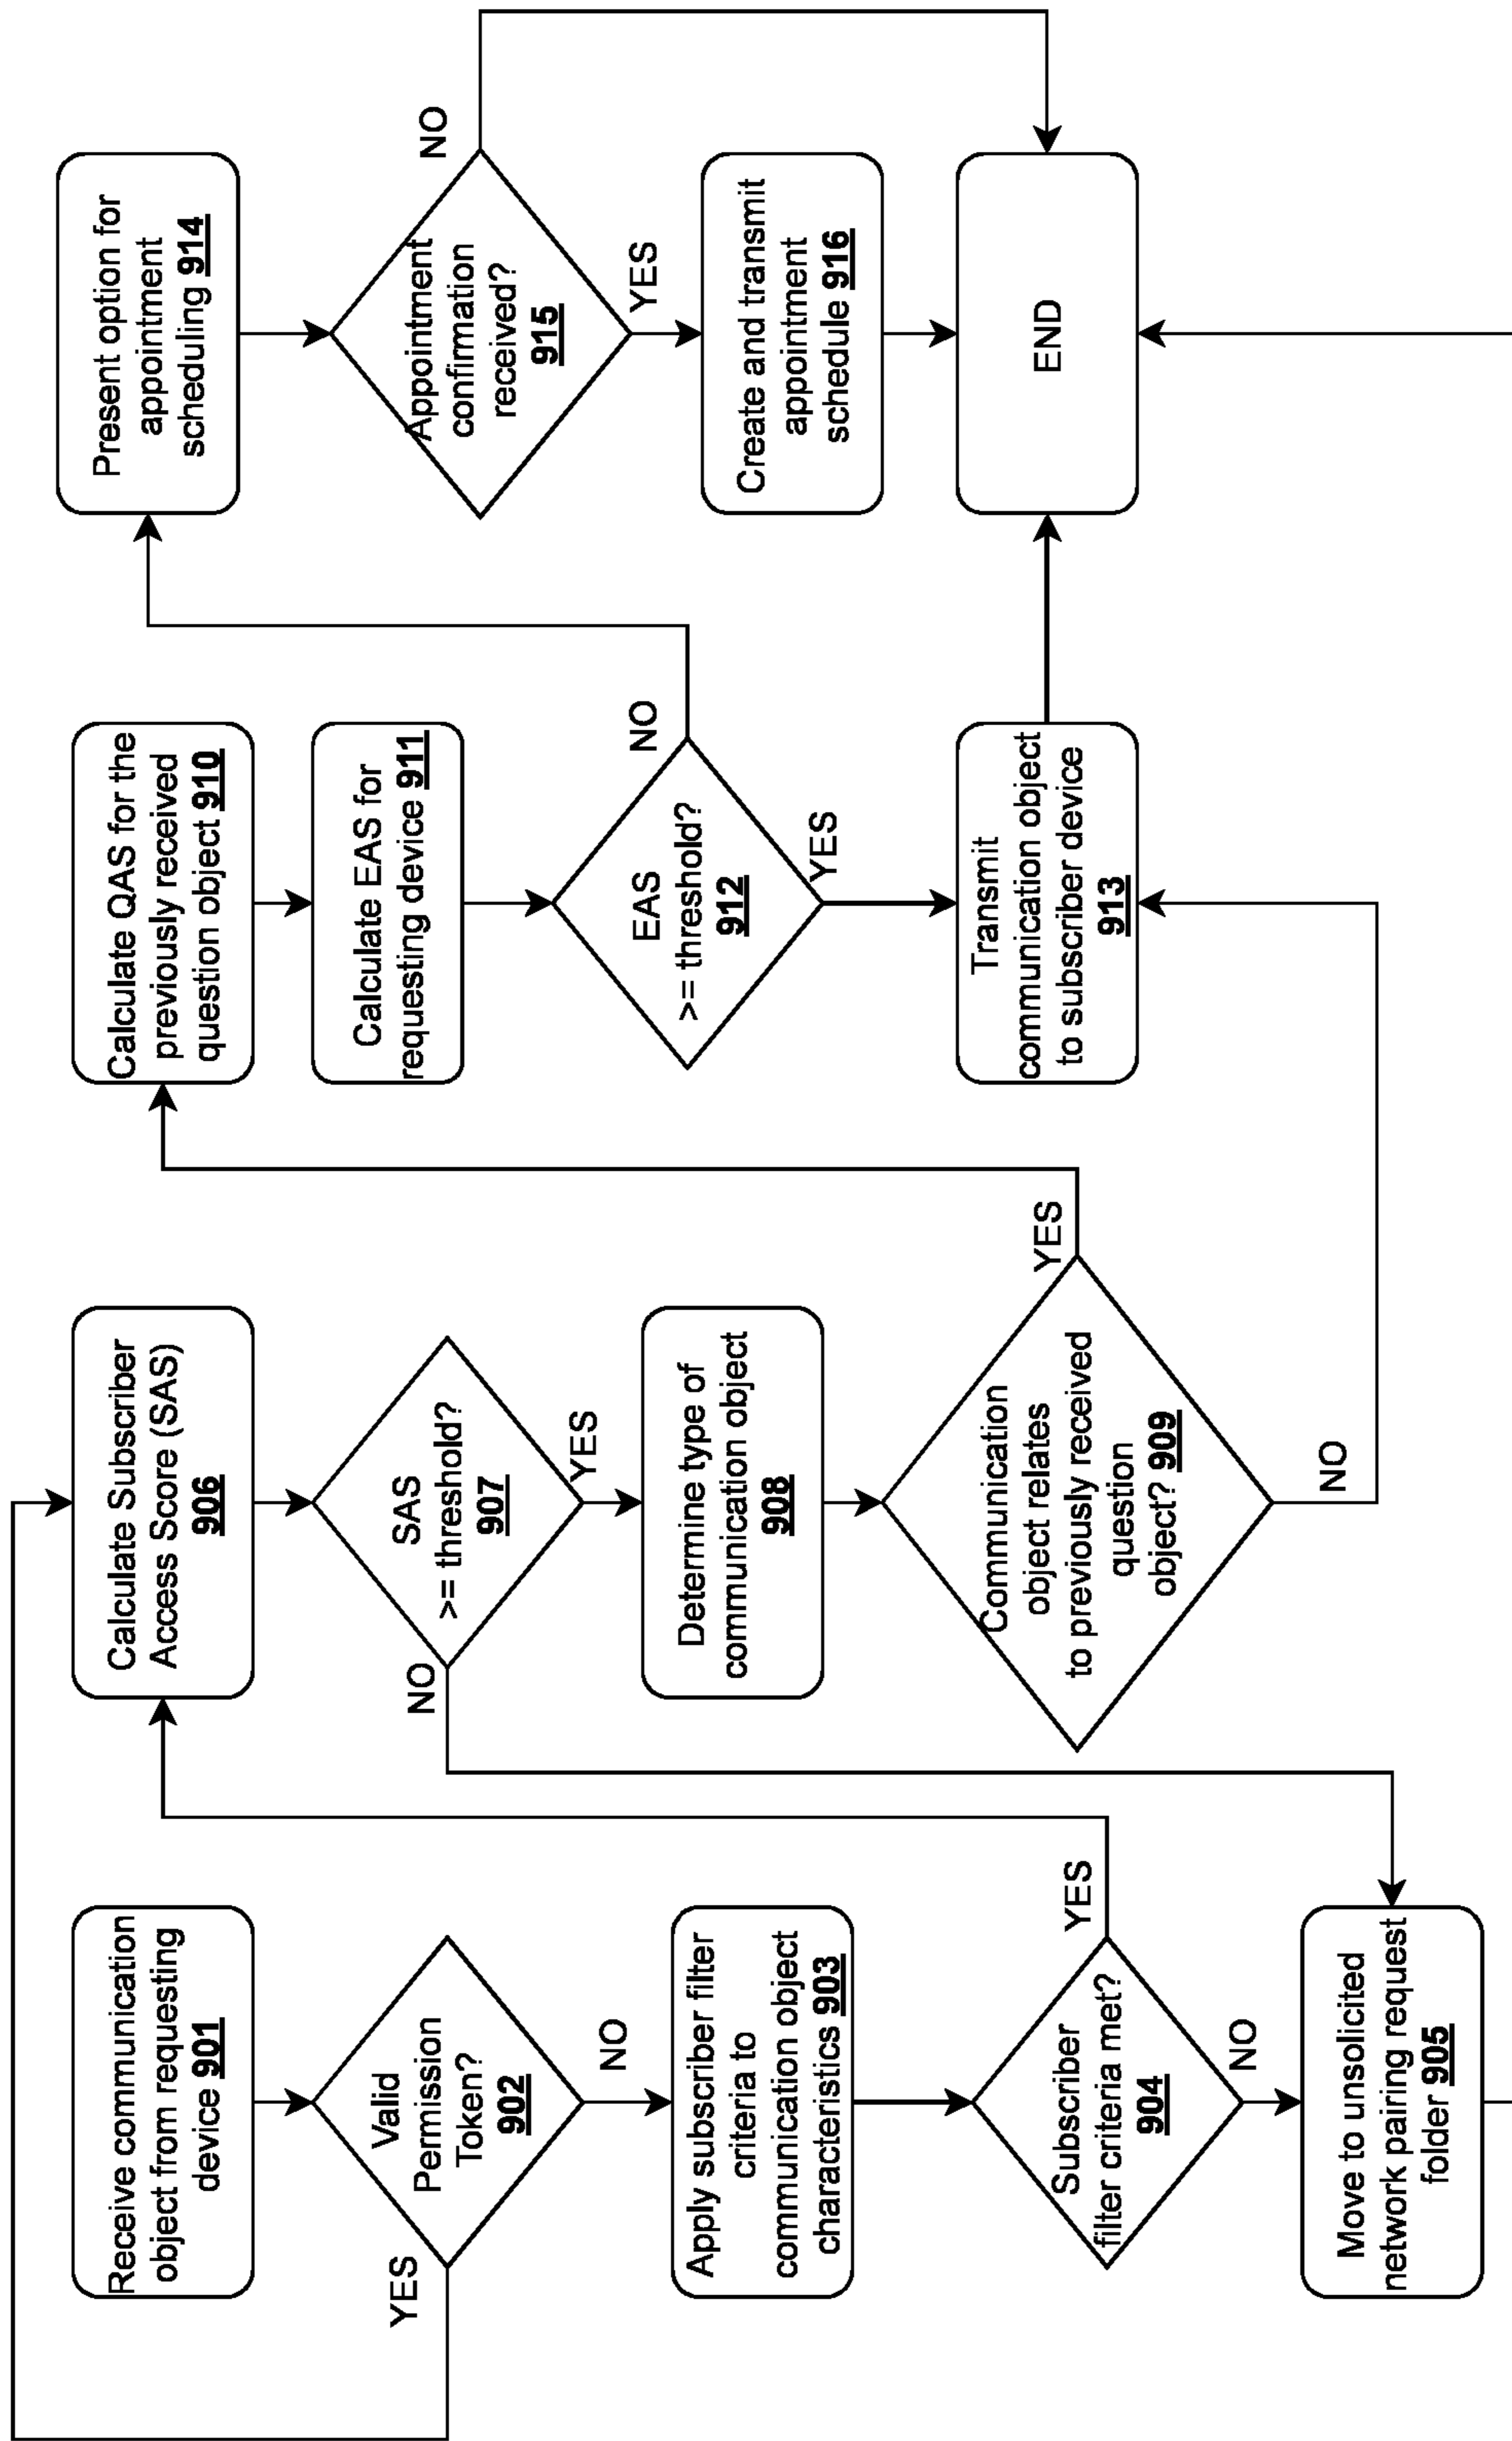 Receive communication
object from requesting
device 901
Valid
Permission
Token?
902
YES
NO
Apply subscriber filter
criteria to
communication object
characteristics 903
Subscriber
filter criteria met?
904
YES
NO
Move to unsolicited
network pairing request
folder 905
Calculate Subscriber
Access Score (SAS)
906
SAS
>= threshold?
907
NO
YES
Determine type of
communication object
908
Communication
object relates
to previously received
question
object? 909
YES
NO
Calculate QAS for the
previously received
question object 910
Calculate EAS for
requesting device 911
EAS
>= threshold?
912
NO
YES
Transmit
communication object
to subscriber device
913
Present option for
appointment
scheduling 914
Appointment
confirmation
received?
915
NO
YES
Create and transmit
appointment
schedule 916
END